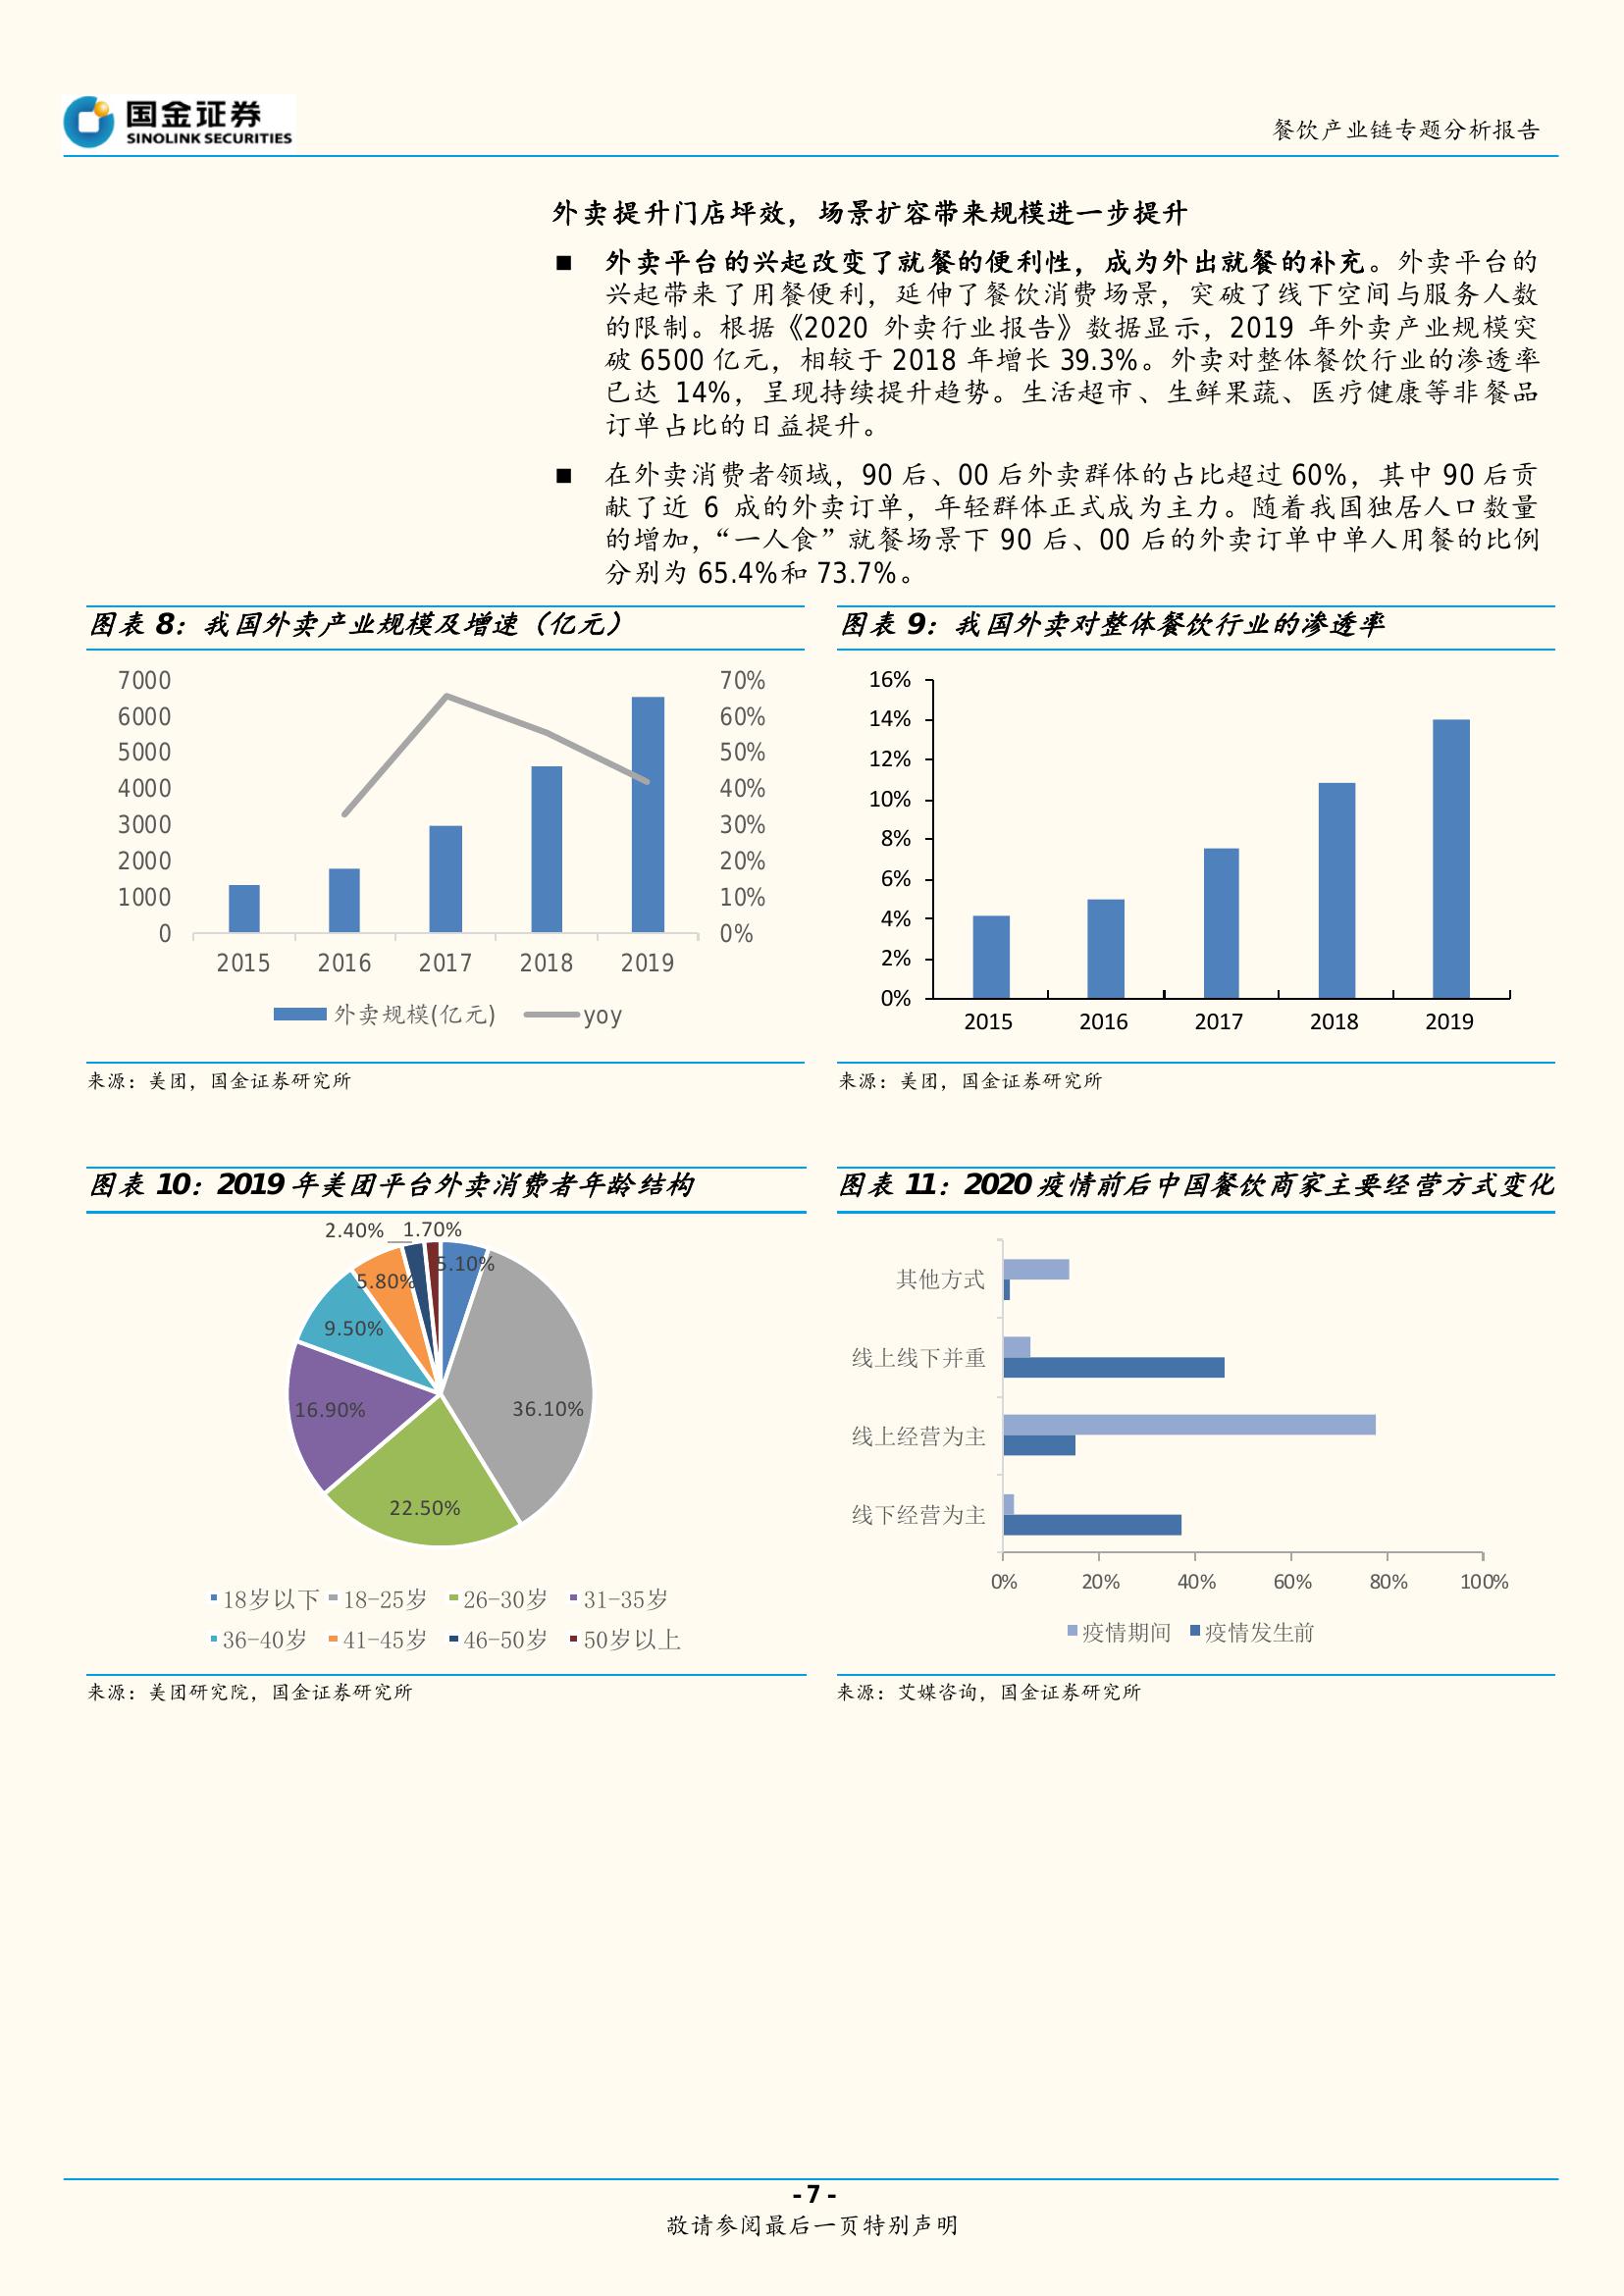 国金证券
SINOLINK SECURITIES
餐饮产业链专题分析报告
外卖提升门店坪效，场景扩容带来规模进一步提升
■ 外卖平台的兴起改变了就餐的便利性，成为外出就餐的补充。外卖平台的
兴起带来了用餐便利，延伸了餐饮消费场景，突破了线下空间与服务人数
的限制。根据《2020 外卖行业报告》数据显示，2019 年外卖产业规模突
破 6500 亿元，相较于 2018 年增长 39.3%。外卖对整体餐饮行业的渗透率
已达 14%，呈现持续提升趋势。生活超市、生鲜果蔬、医疗健康等非餐品
订单占比的日益提升。
■ 在外卖消费者领域，90 后、00 后外卖群体的占比超过 60%，其中 90 后贡
献了近 6 成的外卖订单，年轻群体正式成为主力。随着我国独居人口数量
的增加，“一人食”就餐场景下 90 后、00 后的外卖订单中单人用餐的比例
分别为 65.4%和 73.7%。
图表 8：我国外卖产业规模及增速（亿元）
7000 70%
6000 60%
5000 50%
4000 40%
3000 30%
2000 20%
1000 10%
0 0%
2015 2016 2017 2018 2019
外卖规模(亿元) yoy
来源：美团，国金证券研究所
图表 9：我国外卖对整体餐饮行业的渗透率
16%
14%
12%
10%
8%
6%
4%
2%
0%
2015 2016 2017 2018 2019
来源：美团，国金证券研究所
图表 10：2019 年美团平台外卖消费者年龄结构
2.40% 1.70%
5.10%
5.80%
9.50%
16.90% 36.10%
22.50%
18岁以下 18-25岁 26-30岁 31-35岁
36-40岁 41-45岁 46-50岁 50岁以上
来源：美团研究院，国金证券研究所
图表 11：2020 疫情前后中国餐饮商家主要经营方式变化
其他方式
线上线下并重
线上经营为主
线下经营为主
0% 20% 40% 60% 80% 100%
疫情期间 疫情发生前
来源：艾媒咨询，国金证券研究所
- 7 -
敬请参阅最后一页特别声明